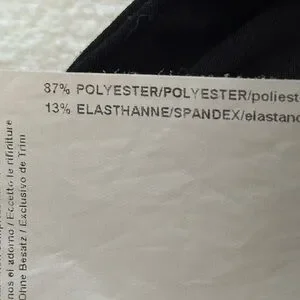 87% POLYESTER/POLYESTER/poliest
13% ELASTHANNE/SPANDEX/elastano
nos el adorno / Eccetto le rifiniture
Ohne Besatz / Exclusivo de Trim